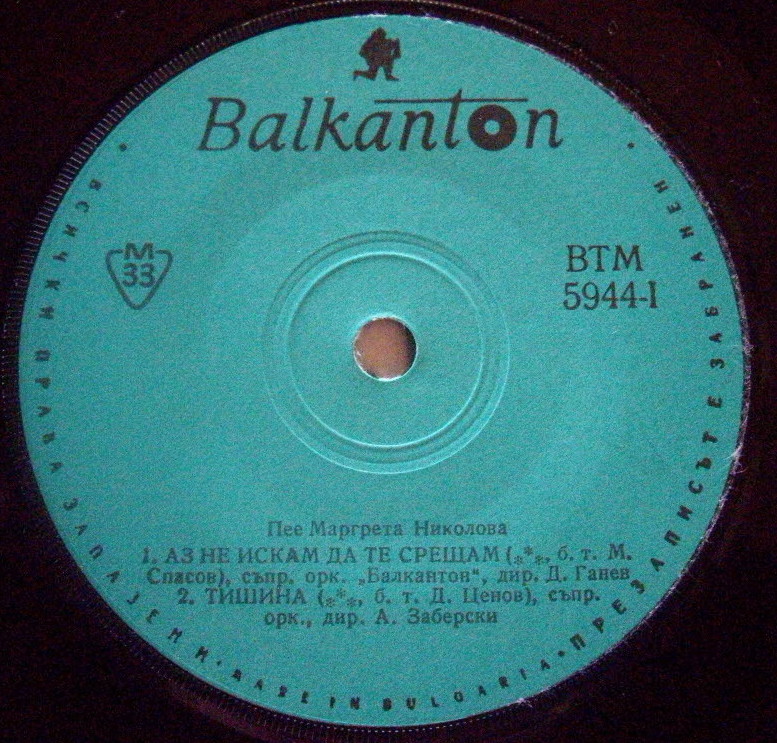 Balkanton
M
33
ВТМ
5944-I
Пее Маргрета Николова
1. АЗ НЕ ИСКАМ ДА ТЕ СРЕЩАМ (⁎*⁎, б. т. М.
Спасов), съпр. орк. „Балкантон“, дир. Д. Ганев
2. ТИШИНА (⁎*⁎, б. т. Д. Ценов), съпр.
орк., дир. А. Заберски
ВСИЧКИ ПРАВА ЗАПАЗЕНИ · MADE IN BULGARIA · ПРЕЗАПИСЪТ Е ЗАБРАНЕН